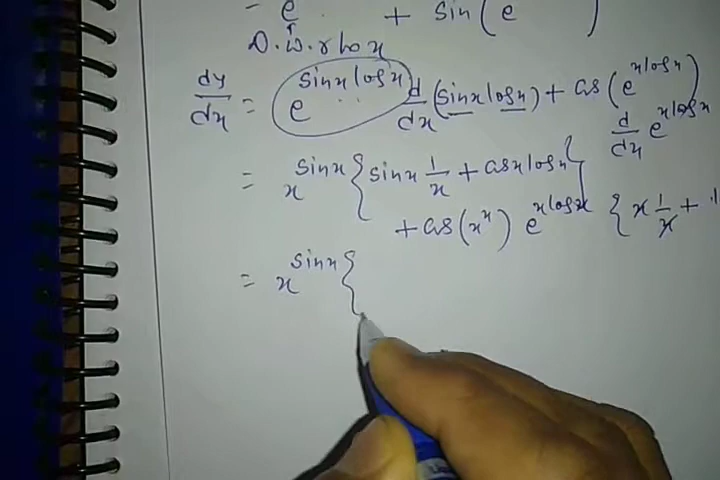 = e + sin(e )
D.w.r to x
dy/dx = e^(sinx logx) d/dx (sinx logx) + cos(e^(x logx)) d/dx e^(x logx)
= x^(sinx) { sinx 1/x + cosx logx }
+ cos(x^x) e^(x logx) { x 1/x +
= x^(sinx) {